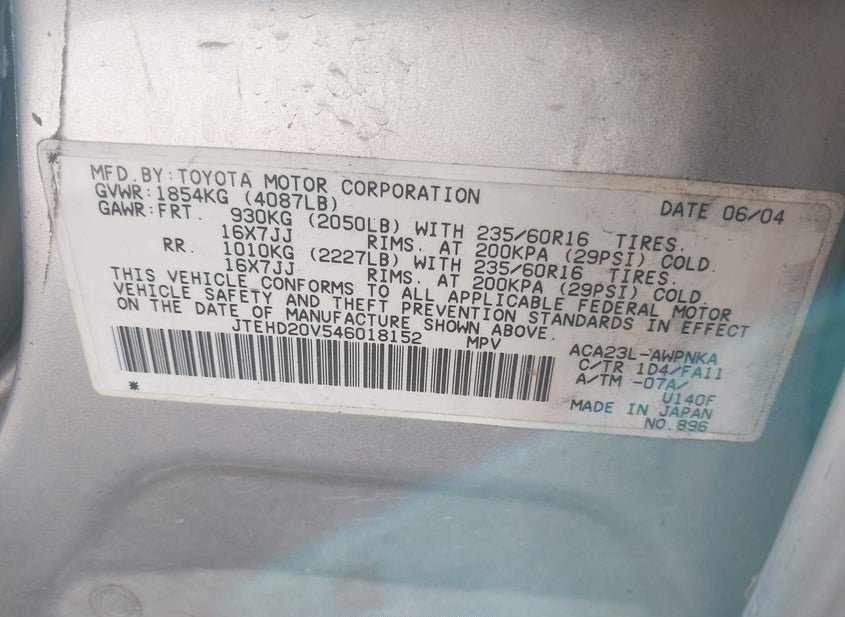 MFD.BY:TOYOTA MOTOR CORPORATION DATE 06/04
GVWR:1854KG (4087LB)
GAWR:FRT. 930KG (2050LB) WITH 235/60R16 TIRES.
16X7JJ RIMS. AT 200KPA (29PSI) COLD.
RR. 1010KG (2227LB) WITH 235/60R16 TIRES.
16X7JJ RIMS. AT 200KPA (29PSI) COLD.
THIS VEHICLE CONFORMS TO ALL APPLICABLE FEDERAL MOTOR
VEHICLE SAFETY AND THEFT PREVENTION STANDARDS IN EFFECT
ON THE DATE OF MANUFACTURE SHOWN ABOVE.
JTEHD20V546018152 MPV
ACA23L-AWPNKA
C/TR 1D4/FA11
A/TM -07A/
U140F
MADE IN JAPAN
NO.896